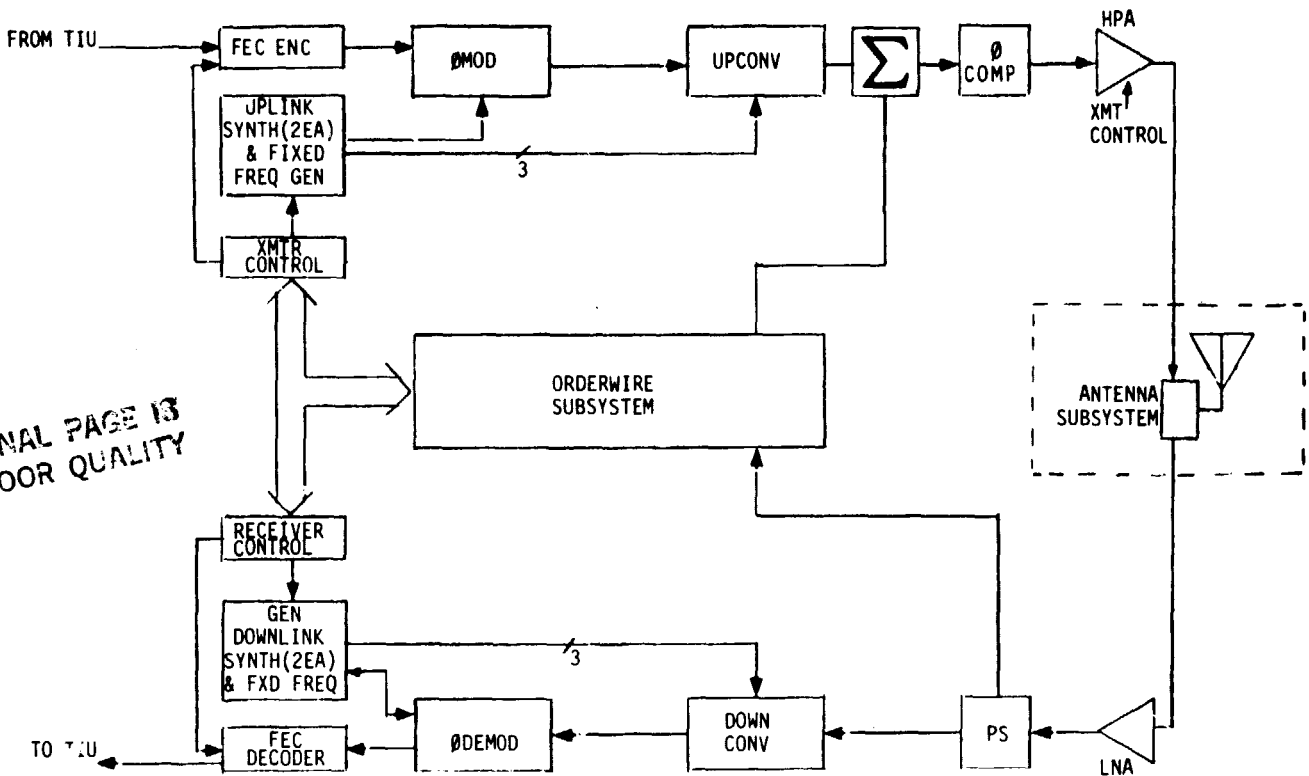 FROM TIU
FEC ENC
ØMOD
UPCONV
Σ
Ø
COMP
HPA
XMT
CONTROL
UPLINK
SYNTH(2EA)
& FIXED
FREQ GEN
3
XMTR
CONTROL
ORDERWIRE
SUBSYSTEM
ANTENNA
SUBSYSTEM
NAL PAGE IS
OOR QUALITY
RECEIVER
CONTROL
GEN
DOWNLINK
SYNTH(2EA)
& FXD FREQ
3
TO TIU
FEC
DECODER
ØDEMOD
DOWN
CONV
PS
LNA